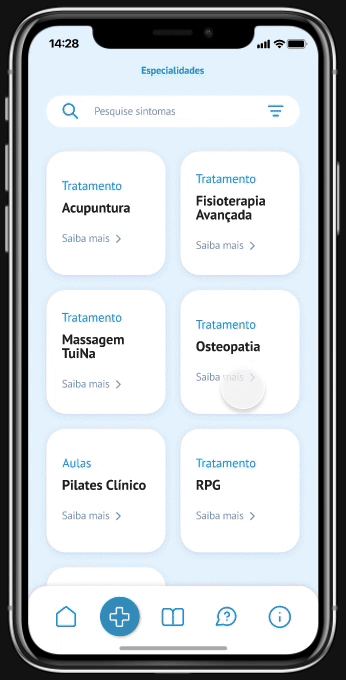 14:28
Especialidades
Pesquise sintomas
Tratamento
Acupuntura
Saiba mais
Tratamento
Fisioterapia
Avançada
Saiba mais
Tratamento
Massagem
TuiNa
Saiba mais
Tratamento
Osteopatia
Saiba mais
Aulas
Pilates Clínico
Saiba mais
Tratamento
RPG
Saiba mais